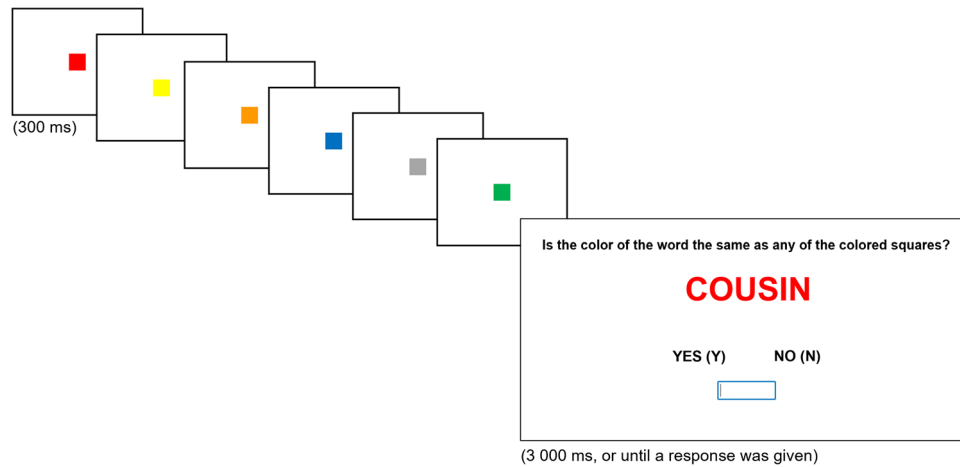 (300 ms)
Is the color of the word the same as any of the colored squares?
COUSIN
YES (Y) NO (N)
(3 000 ms, or until a response was given)